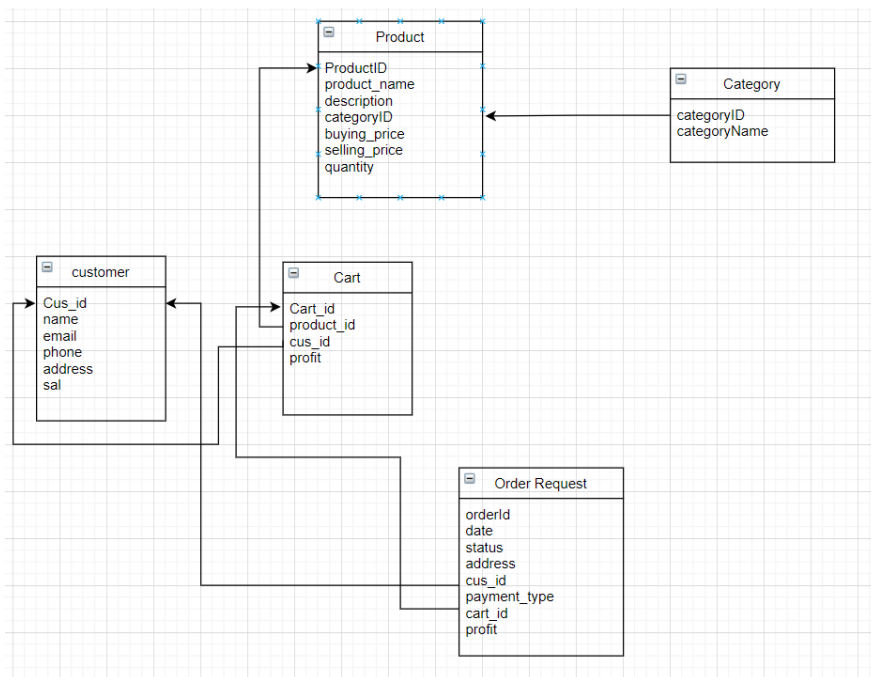 Product
ProductID
product_name
description
categoryID
buying_price
selling_price
quantity
Category
categoryID
categoryName
customer
Cus_id
name
email
phone
address
sal
Cart
Cart_id
product_id
cus_id
profit
Order Request
orderId
date
status
address
cus_id
payment_type
cart_id
profit